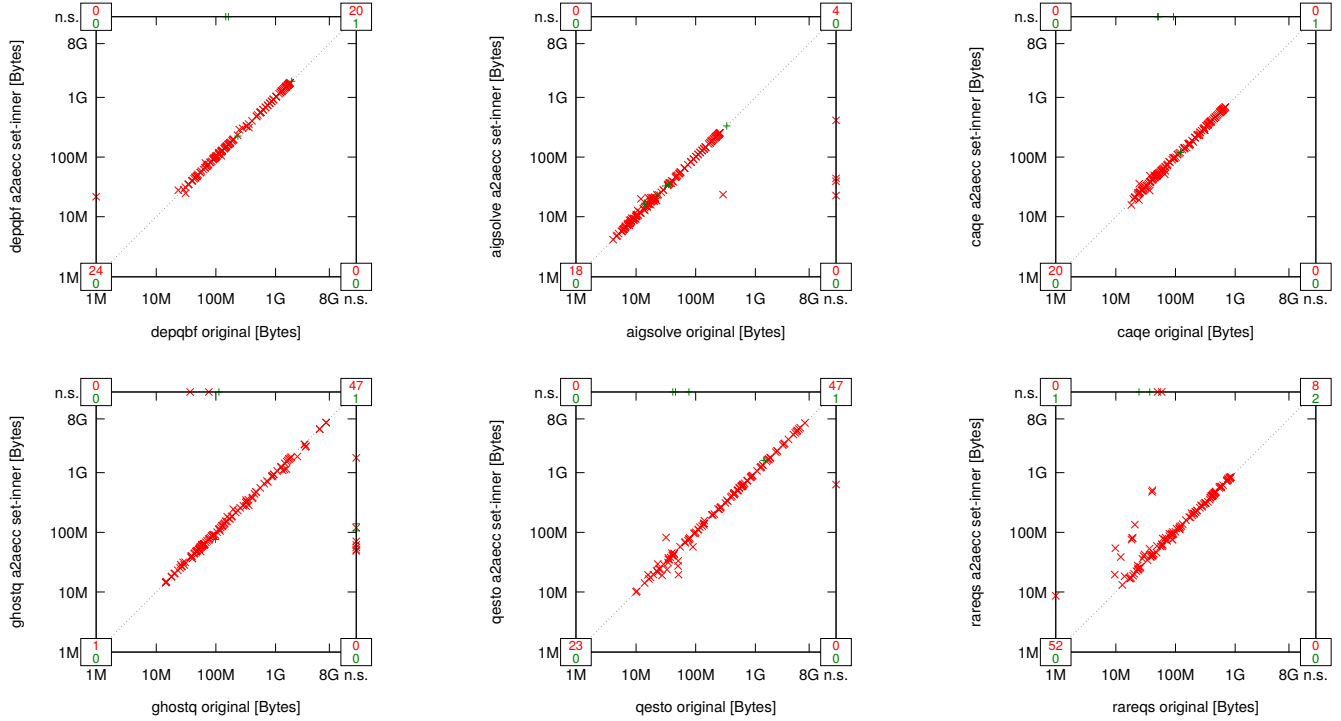 n.s. 0 0 20 1
8G
1G
100M
10M
1M 24 0 0 0
1M 10M 100M 1G 8G n.s.
depqbf a2aecc set-inner [Bytes]
depqbf original [Bytes]
n.s. 0 0 4 0
8G
1G
100M
10M
1M 18 0 0 0
1M 10M 100M 1G 8G n.s.
aigsolve a2aecc set-inner [Bytes]
aigsolve original [Bytes]
n.s. 0 0 0 1
8G
1G
100M
10M
1M 20 0 0 0
1M 10M 100M 1G 8G n.s.
caqe a2aecc set-inner [Bytes]
caqe original [Bytes]
n.s. 0 0 47 1
8G
1G
100M
10M
1M 1 0 0 0
1M 10M 100M 1G 8G n.s.
ghostq a2aecc set-inner [Bytes]
ghostq original [Bytes]
n.s. 0 0 47 1
8G
1G
100M
10M
1M 23 0 0 0
1M 10M 100M 1G 8G n.s.
qesto a2aecc set-inner [Bytes]
qesto original [Bytes]
n.s. 0 1 8 2
8G
1G
100M
10M
1M 52 0 0 0
1M 10M 100M 1G 8G n.s.
rareqs a2aecc set-inner [Bytes]
rareqs original [Bytes]